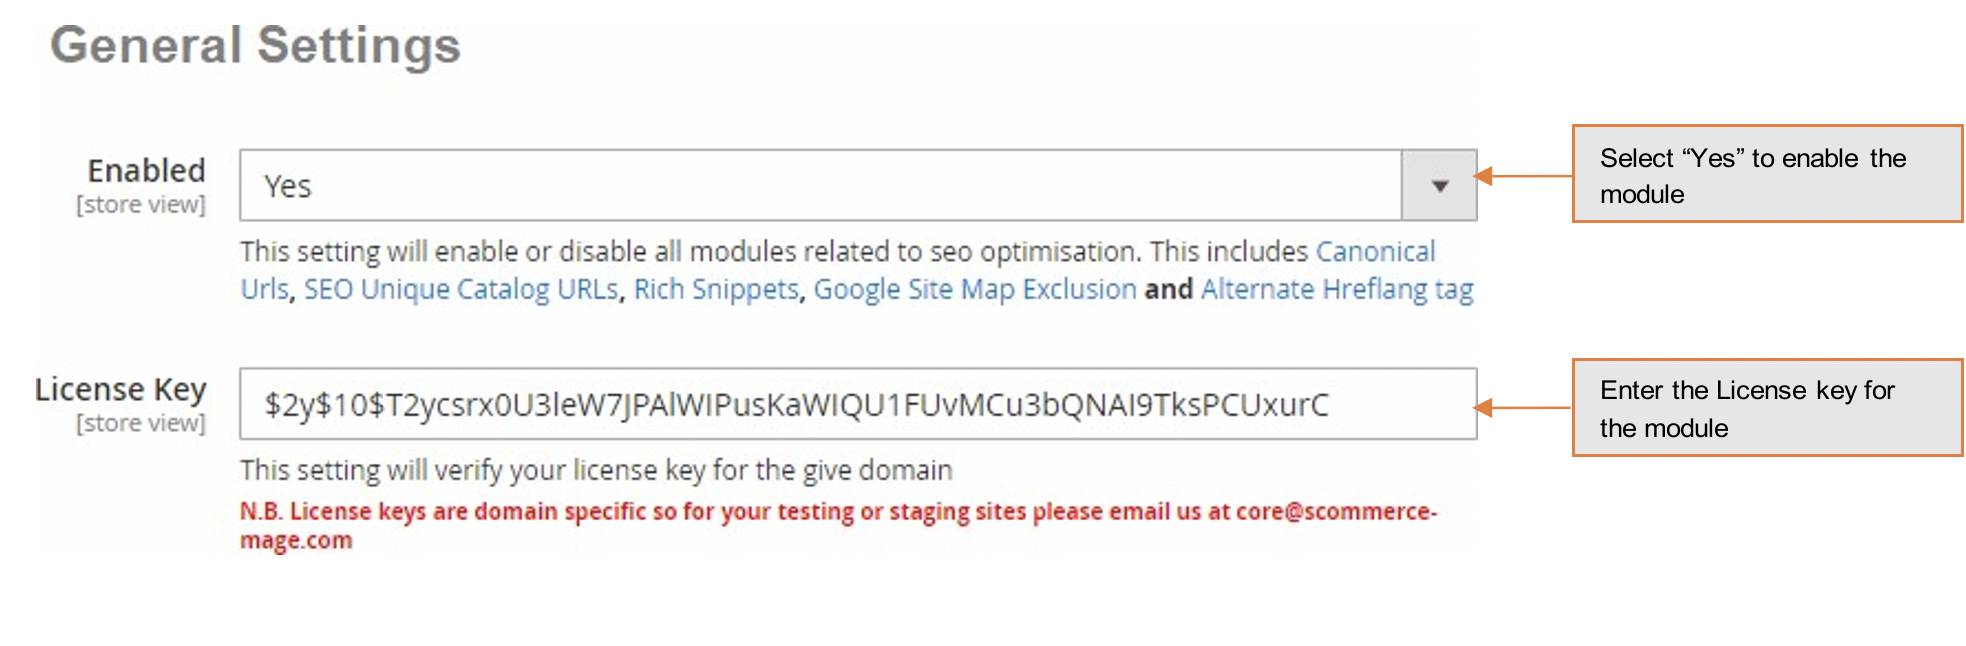 General Settings
Enabled
[store view]
Yes
Select “Yes” to enable the
module
This setting will enable or disable all modules related to seo optimisation. This includes Canonical
Urls, SEO Unique Catalog URLs, Rich Snippets, Google Site Map Exclusion and Alternate Hreflang tag
License Key
[store view]
$2y$10$T2ycsrx0U3leW7JPAlWIPusKaWIQU1FUvMCu3bQNAI9TksPCUxurC
Enter the License key for
the module
This setting will verify your license key for the give domain
N.B. License keys are domain specific so for your testing or staging sites please email us at core@scommerce-
mage.com